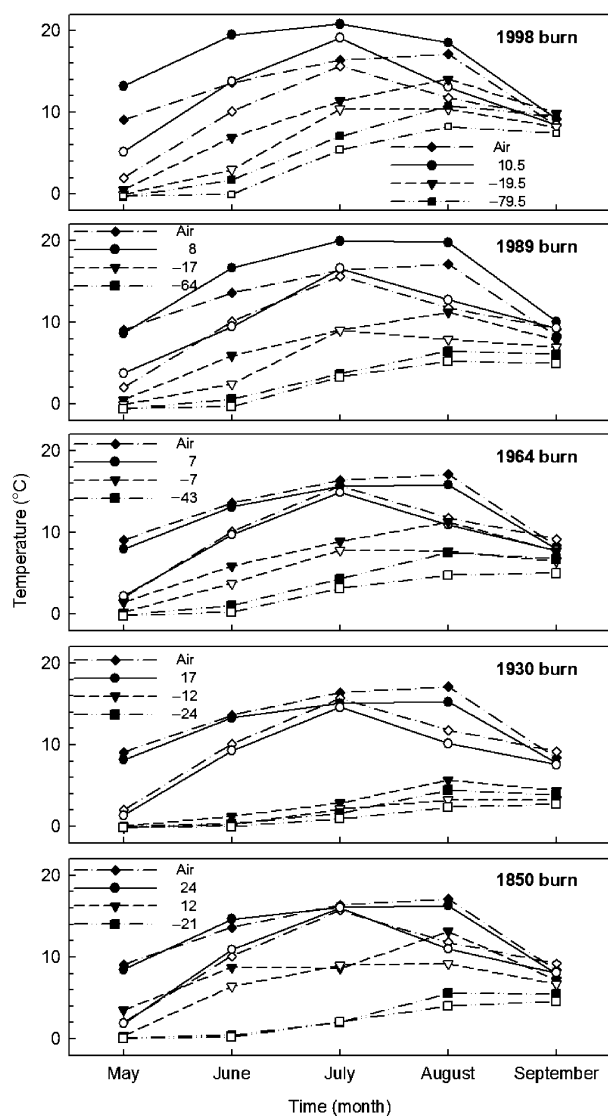 20
10
0
1998 burn
Air
10.5
–19.5
–79.5
20
10
0
Air
8
–17
–64
1989 burn
20
10
0
Air
7
–7
–43
1964 burn
Temperature (°C)
20
10
0
Air
17
–12
–24
1930 burn
20
10
0
Air
24
12
–21
1850 burn
May June July August September
Time (month)